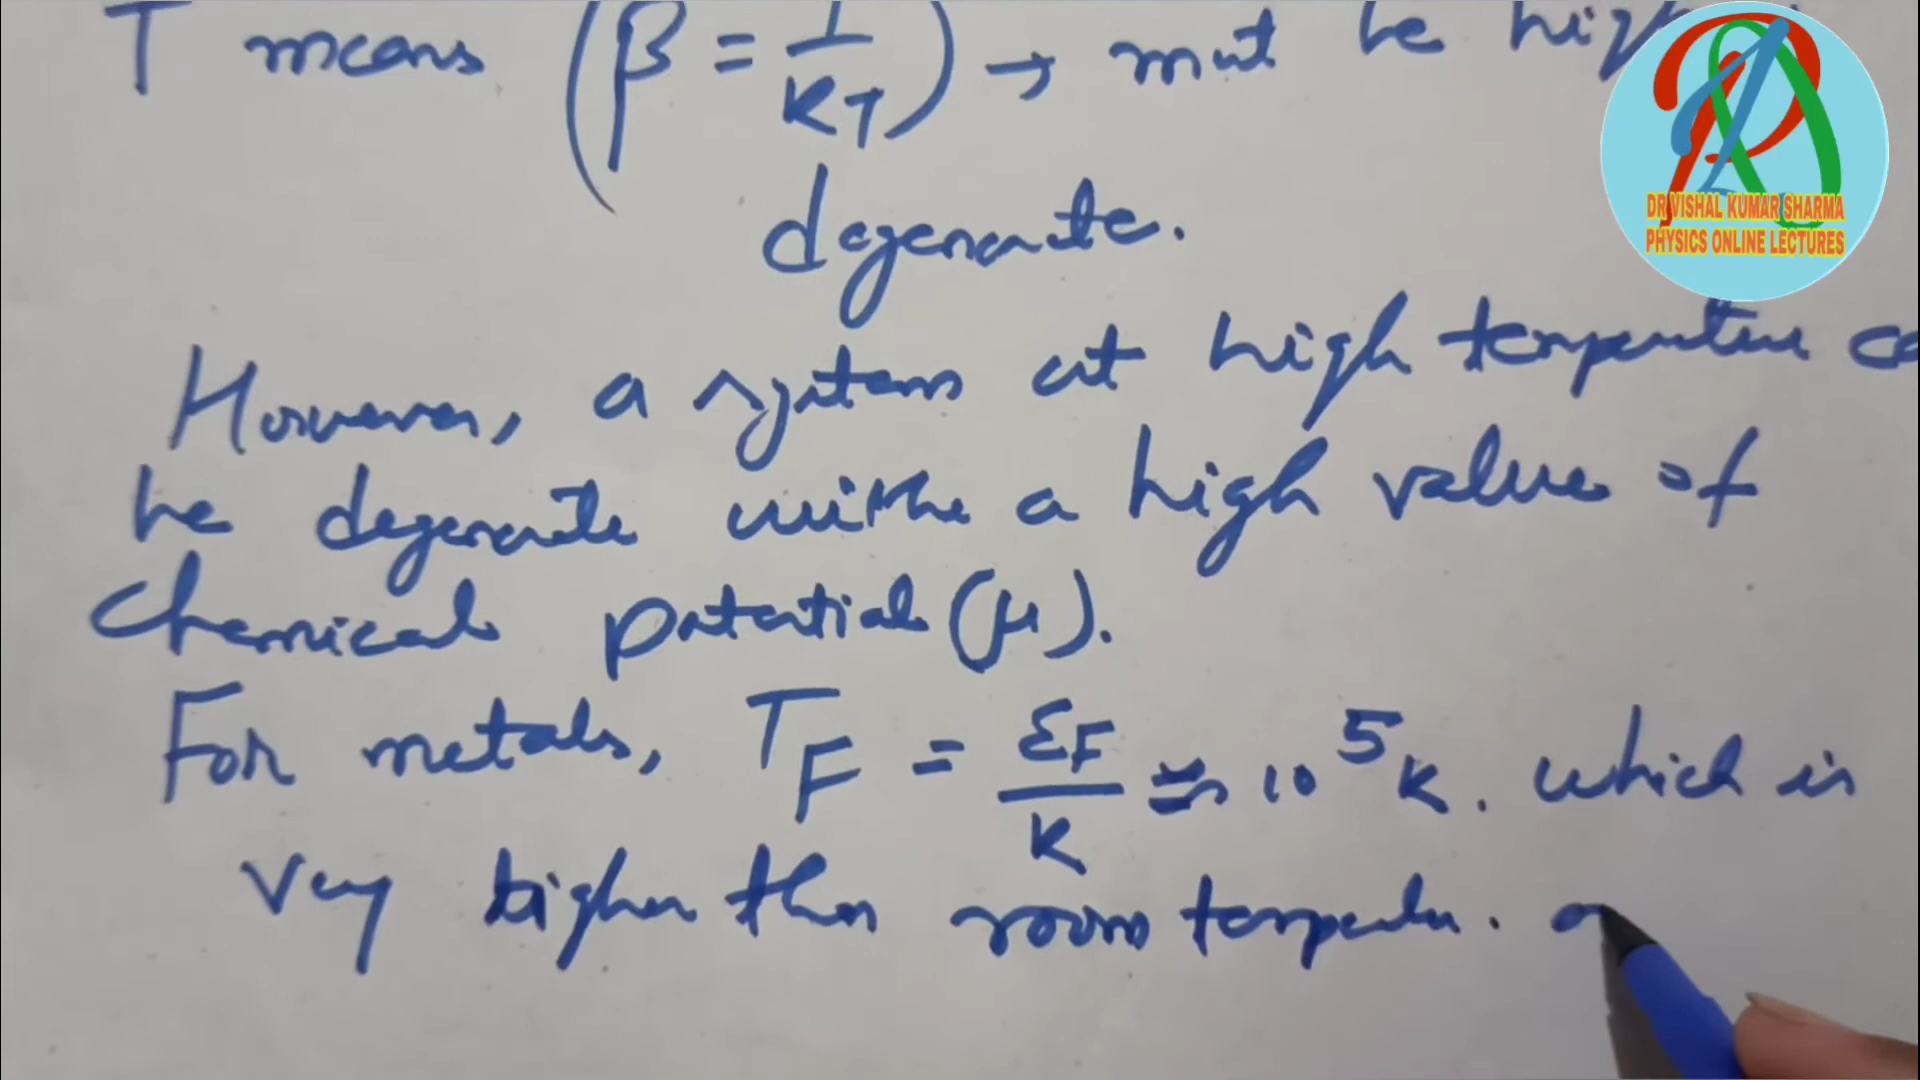 T means (β = 1/KT) → must be high
degenerate.
However, a system at high temperature
be degenerate with a high value of
chemical potential (μ).
For metals, T_F = ε_F/K ≃ 10^5 K. which is
very higher than room temperatur.
DR VISHAL KUMAR SHARMA
PHYSICS ONLINE LECTURES